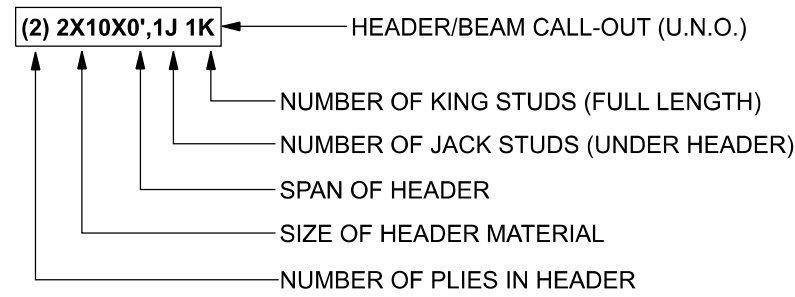 (2) 2X10X0',1J 1K HEADER/BEAM CALL-OUT (U.N.O.)
NUMBER OF KING STUDS (FULL LENGTH)
NUMBER OF JACK STUDS (UNDER HEADER)
SPAN OF HEADER
SIZE OF HEADER MATERIAL
NUMBER OF PLIES IN HEADER